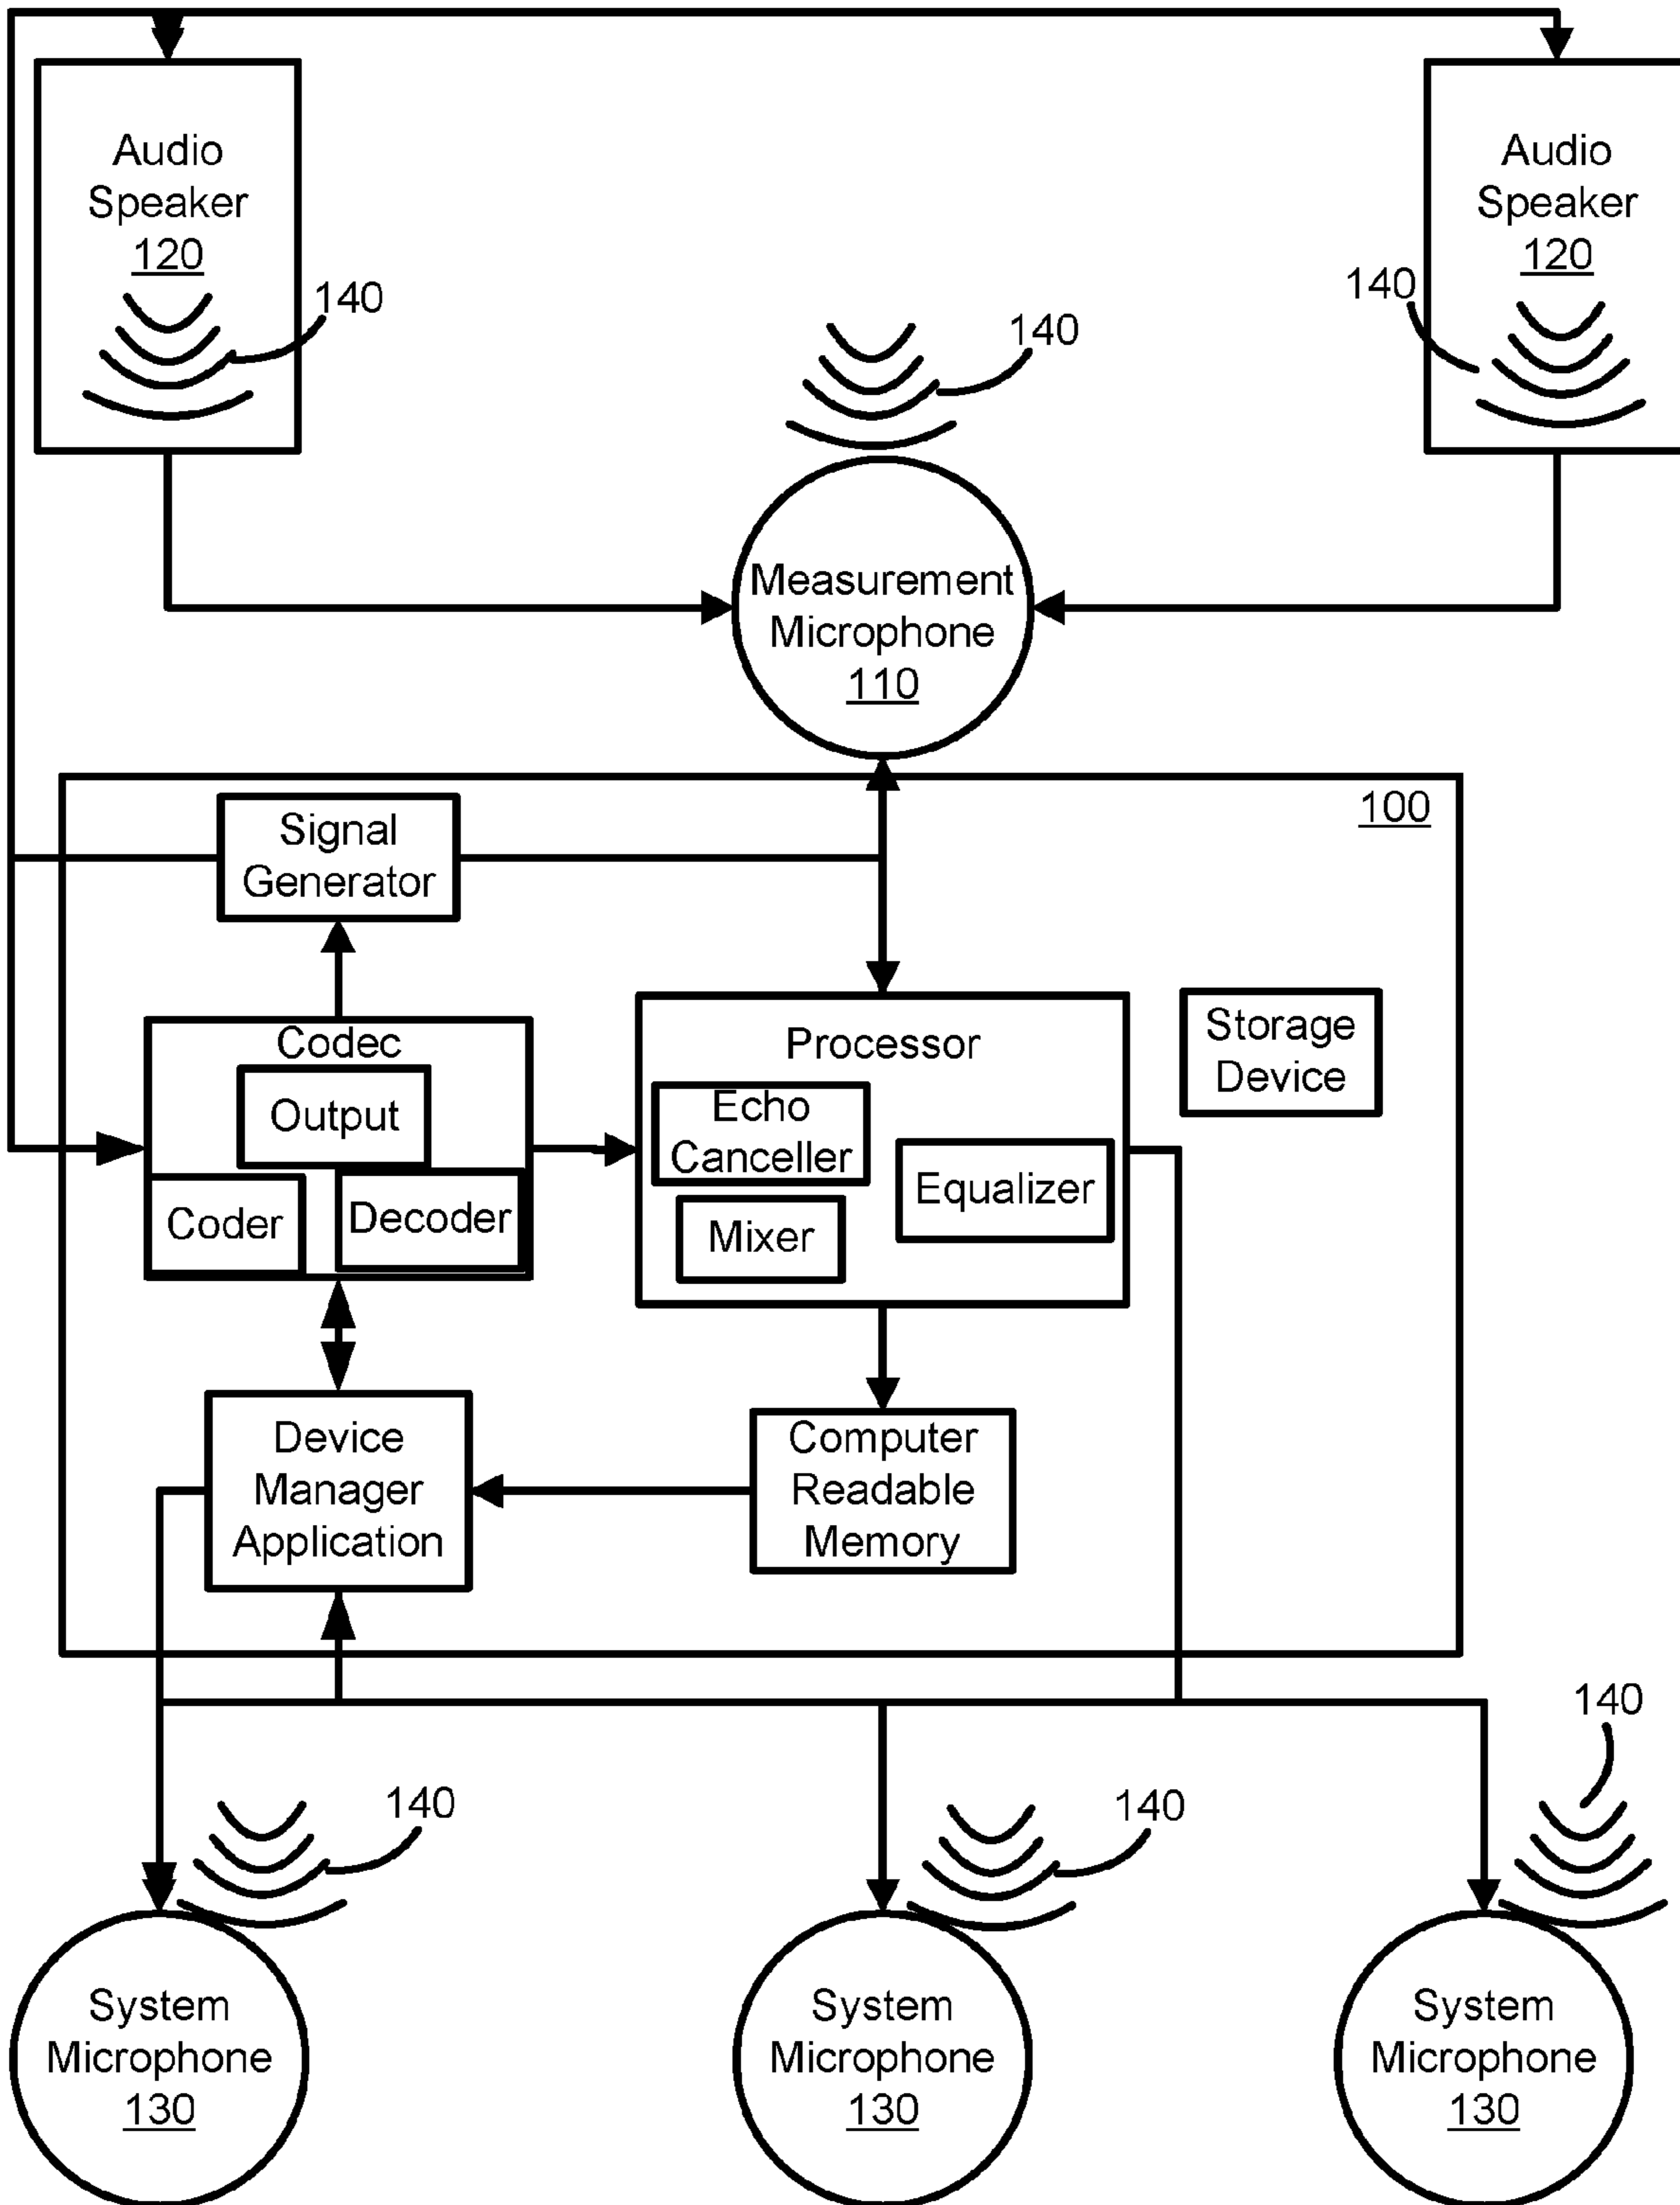 Audio
Speaker
120
140
Audio
Speaker
120
140
140
Measurement
Microphone
110
100
Signal
Generator
Codec
Output
Coder
Decoder
Processor
Echo
Canceller
Mixer
Equalizer
Storage
Device
Device
Manager
Application
Computer
Readable
Memory
140
140
140
System
Microphone
130
System
Microphone
130
System
Microphone
130